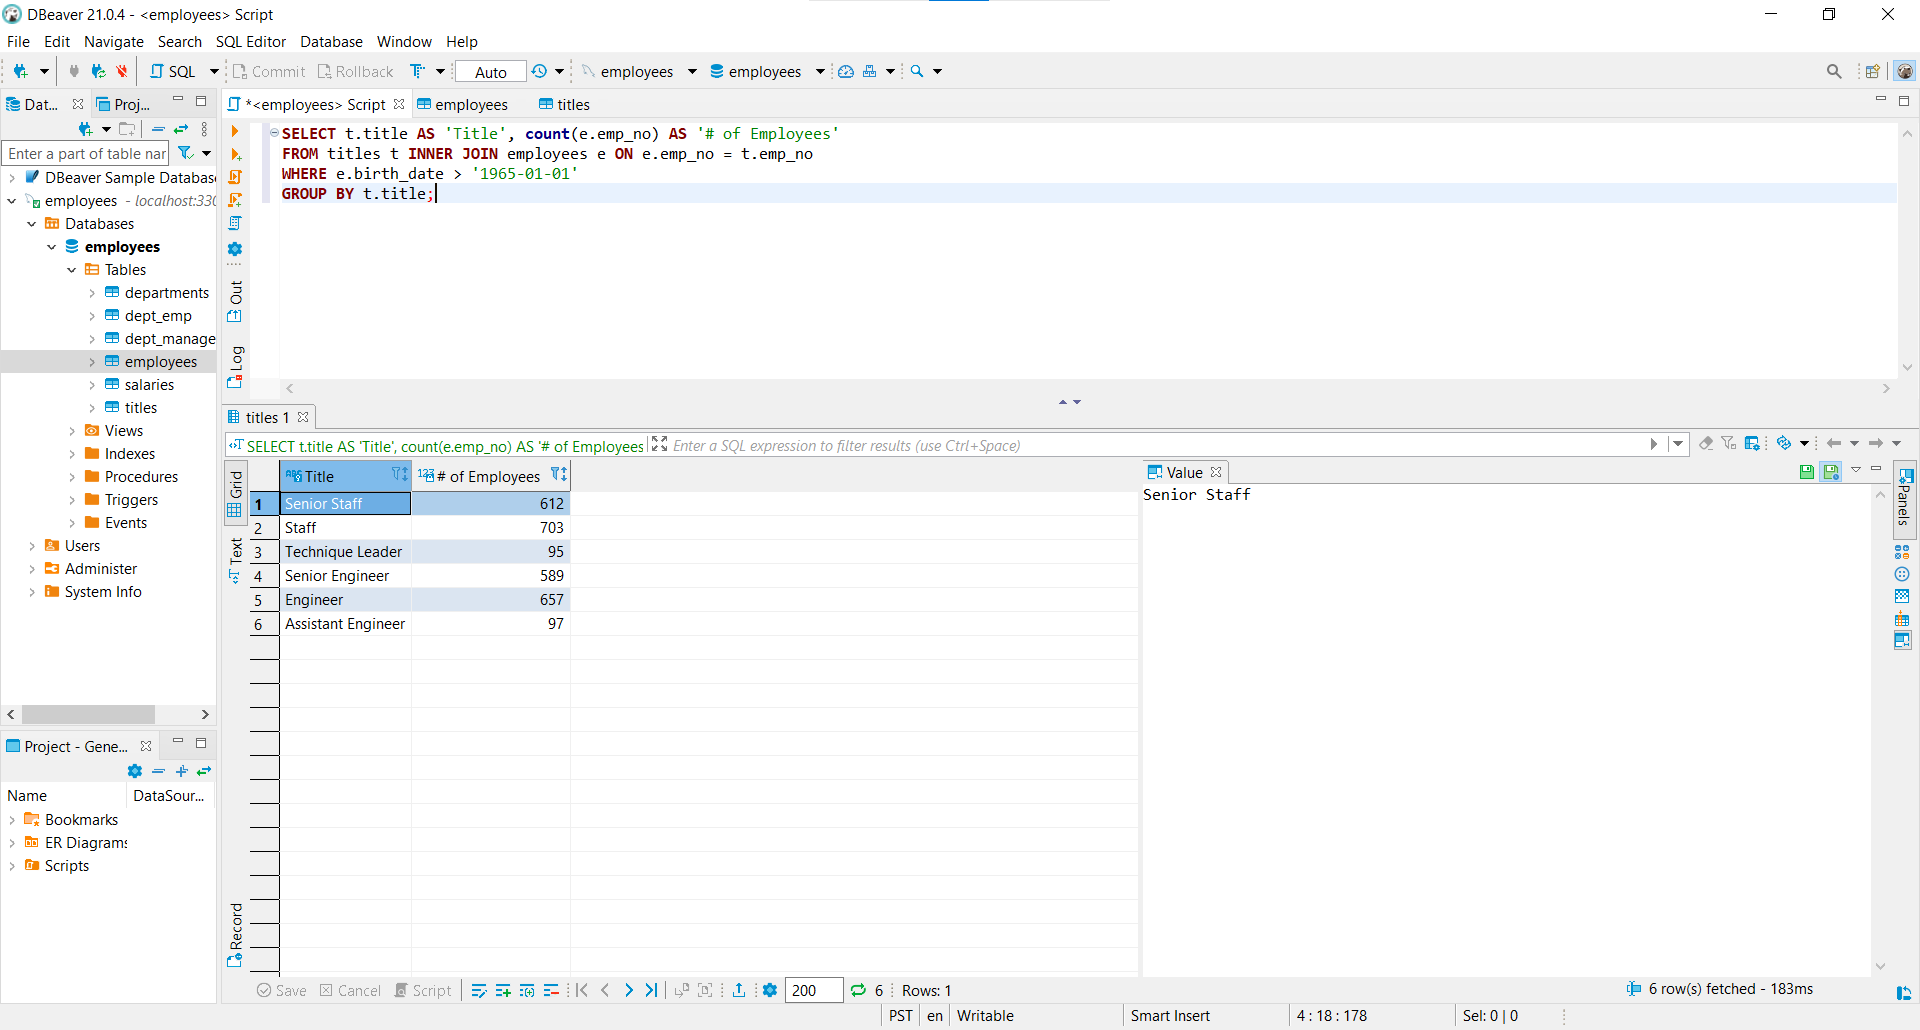 DBeaver 21.0.4 - <employees> Script
File Edit Navigate Search SQL Editor Database Window Help
SQL Commit Rollback Auto employees employees
Dat... Proj...
Enter a part of table nar
DBeaver Sample Databas
employees - localhost:330
Databases
employees
Tables
departments
dept_emp
dept_manage
employees
salaries
titles
Views
Indexes
Procedures
Triggers
Events
Users
Administer
System Info
Project - Gene...
Name DataSour...
Bookmarks
ER Diagrams
Scripts
*<employees> Script employees titles
SELECT t.title AS 'Title', count(e.emp_no) AS '# of Employees'
FROM titles t INNER JOIN employees e ON e.emp_no = t.emp_no
WHERE e.birth_date > '1965-01-01'
GROUP BY t.title;
Out
Log
titles 1
SELECT t.title AS 'Title', count(e.emp_no) AS '# of Employees Enter a SQL expression to filter results (use Ctrl+Space)
Grid
Text
Record
Title # of Employees
1 Senior Staff 612
2 Staff 703
3 Technique Leader 95
4 Senior Engineer 589
5 Engineer 657
6 Assistant Engineer 97
Value
Senior Staff
Panels
Save Cancel Script 200 6 Rows: 1
6 row(s) fetched - 183ms
PST en Writable Smart Insert 4 : 18 : 178 Sel: 0 | 0